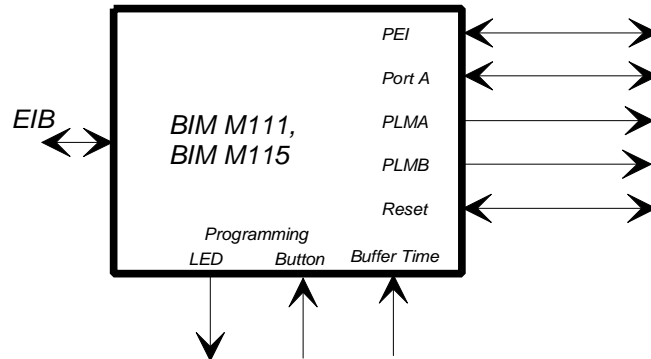 PEI
Port A
EIB
BIM M111,
BIM M115
PLMA
PLMB
Reset
Programming
LED Button Buffer Time